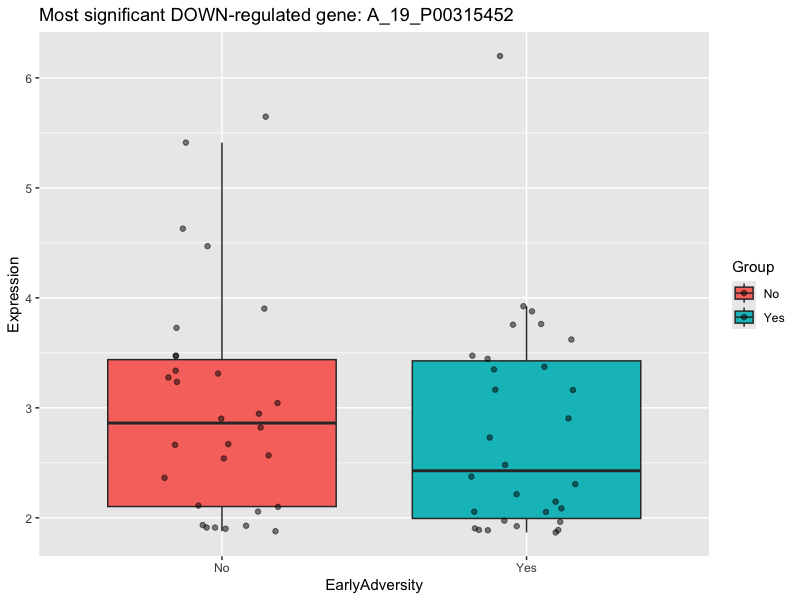 Most significant DOWN-regulated gene: A_19_P00315452
6
5
4
3
2
Expression
No
Yes
EarlyAdversity
Group
No
Yes